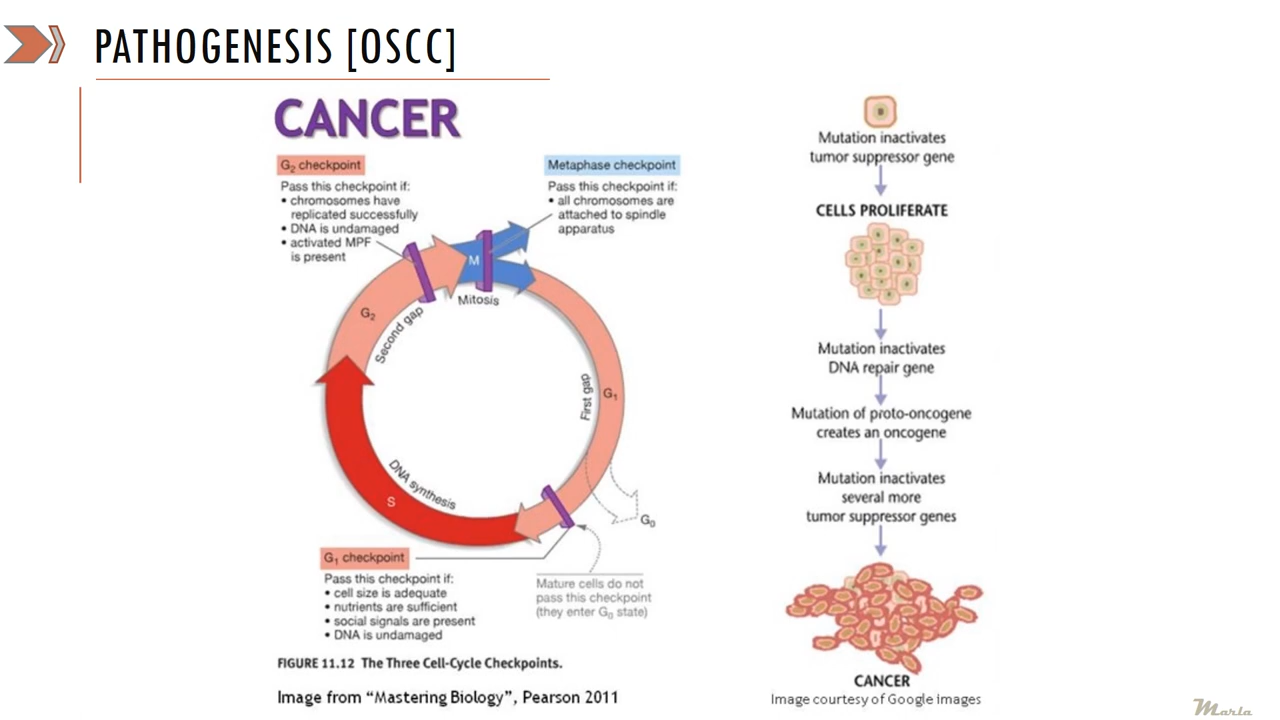 PATHOGENESIS [OSCC]
CANCER
G₂ checkpoint
Pass this checkpoint if:
• chromosomes have
replicated successfully
• DNA is undamaged
• activated MPF
is present
Metaphase checkpoint
Pass this checkpoint if:
• all chromosomes are
attached to spindle
apparatus
M
Mitosis
G₂
Second gap
First gap
G₁
DNA synthesis
S
G₀
G₁ checkpoint
Pass this checkpoint if:
• cell size is adequate
• nutrients are sufficient
• social signals are present
• DNA is undamaged
Mature cells do not
pass this checkpoint
(they enter G₀ state)
FIGURE 11.12 The Three Cell-Cycle Checkpoints.
Image from “Mastering Biology”, Pearson 2011
Mutation inactivates
tumor suppressor gene
CELLS PROLIFERATE
Mutation inactivates
DNA repair gene
Mutation of proto-oncogene
creates an oncogene
Mutation inactivates
several more
tumor suppressor genes
CANCER
Image courtesy of Google images
Marla